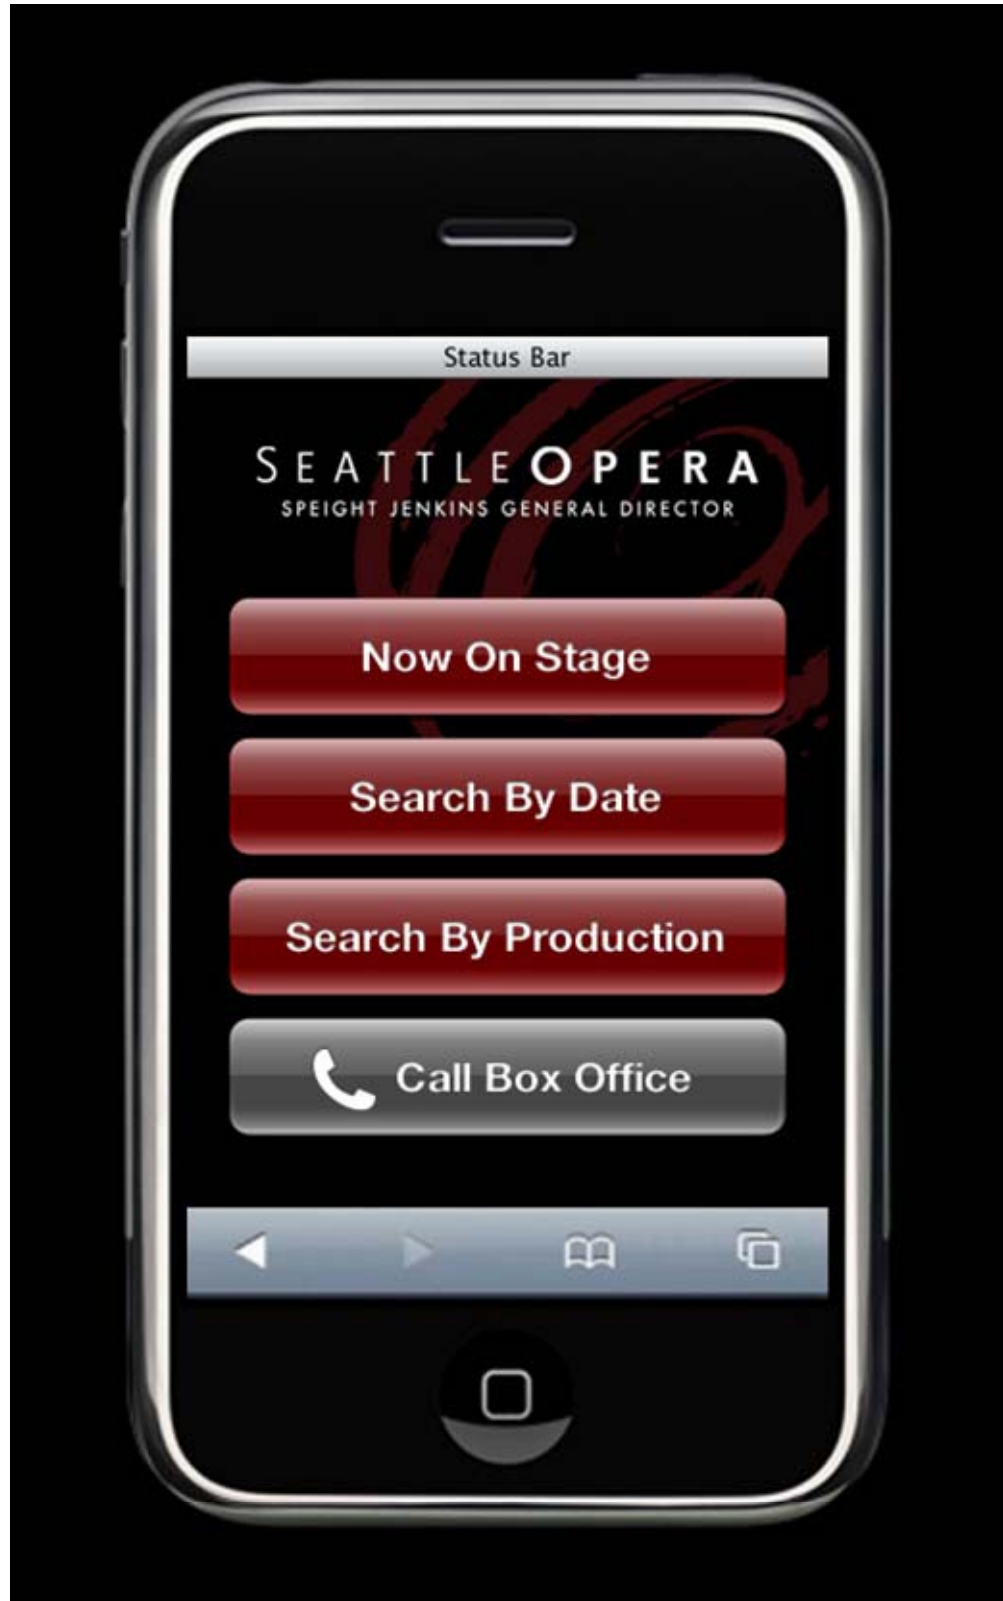 Status Bar
SEATTLE OPERA
SPEIGHT JENKINS GENERAL DIRECTOR
Now On Stage
Search By Date
Search By Production
Call Box Office